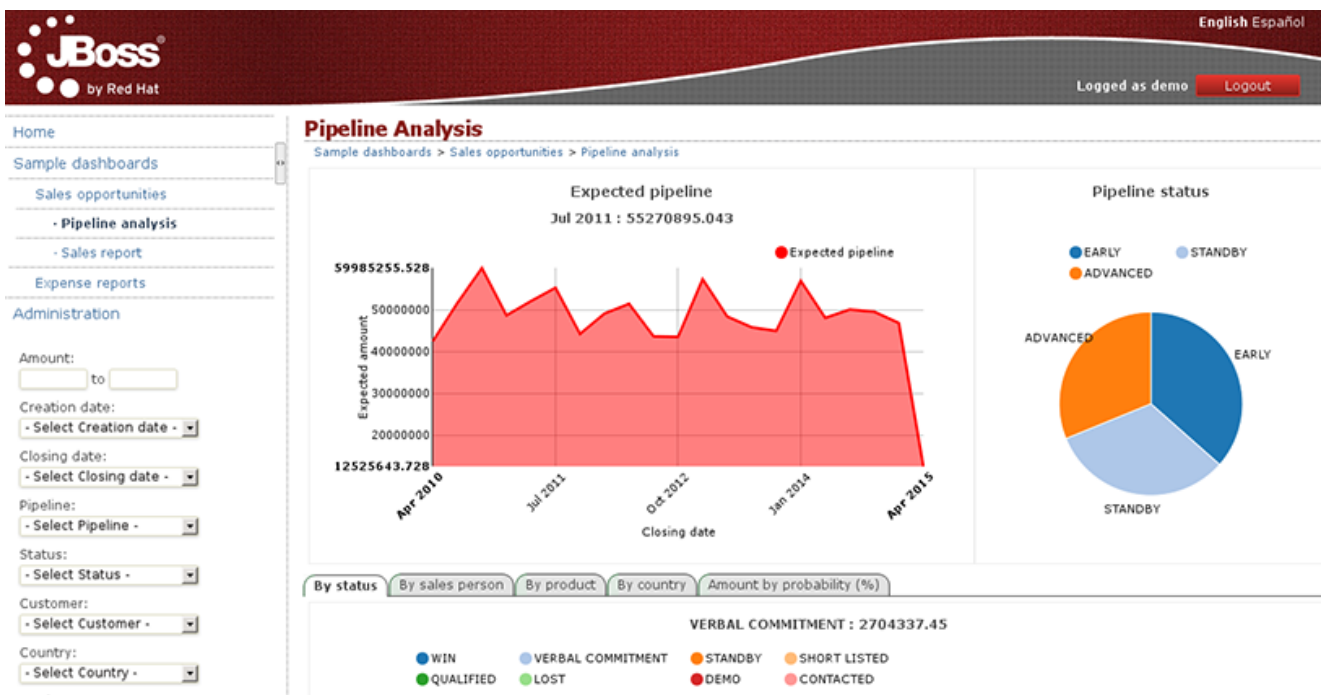 English Español
JBoss®
by Red Hat
Logged as demo Logout
Home
Sample dashboards
Sales opportunities
· Pipeline analysis
· Sales report
Expense reports
Administration
Amount:
to
Creation date:
- Select Creation date -
Closing date:
- Select Closing date -
Pipeline:
- Select Pipeline -
Status:
- Select Status -
Customer:
- Select Customer -
Country:
- Select Country -
Pipeline Analysis
Sample dashboards > Sales opportunities > Pipeline analysis
Expected pipeline
Jul 2011 : 55270895.043
Expected pipeline
59985255.528
50000000
40000000
30000000
20000000
12525643.728
Expected amount
Apr 2010
Jul 2011
Oct 2012
Jan 2014
Apr 2015
Closing date
Pipeline status
EARLY STANDBY
ADVANCED
ADVANCED
EARLY
STANDBY
By status By sales person By product By country Amount by probability (%)
VERBAL COMMITMENT : 2704337.45
WIN VERBAL COMMITMENT STANDBY SHORT LISTED
QUALIFIED LOST DEMO CONTACTED